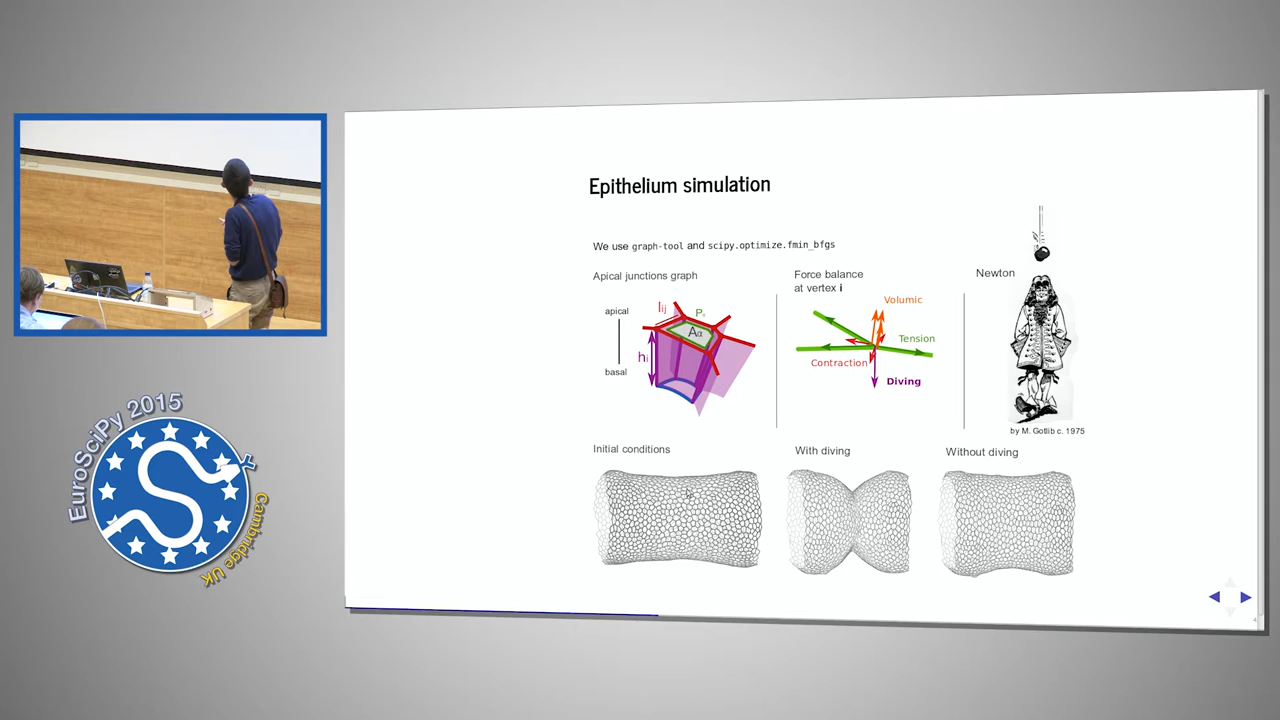 Epithelium simulation
We use graph-tool and scipy.optimize.fmin_bfgs
Apical junctions graph
apical
basal
lij
Aα
hi
Force balance
at vertex i
Volumic
Tension
Contraction
Diving
Newton
by M. Gotlib c. 1975
Initial conditions
With diving
Without diving
EuroSciPy 2015
Cambridge UK